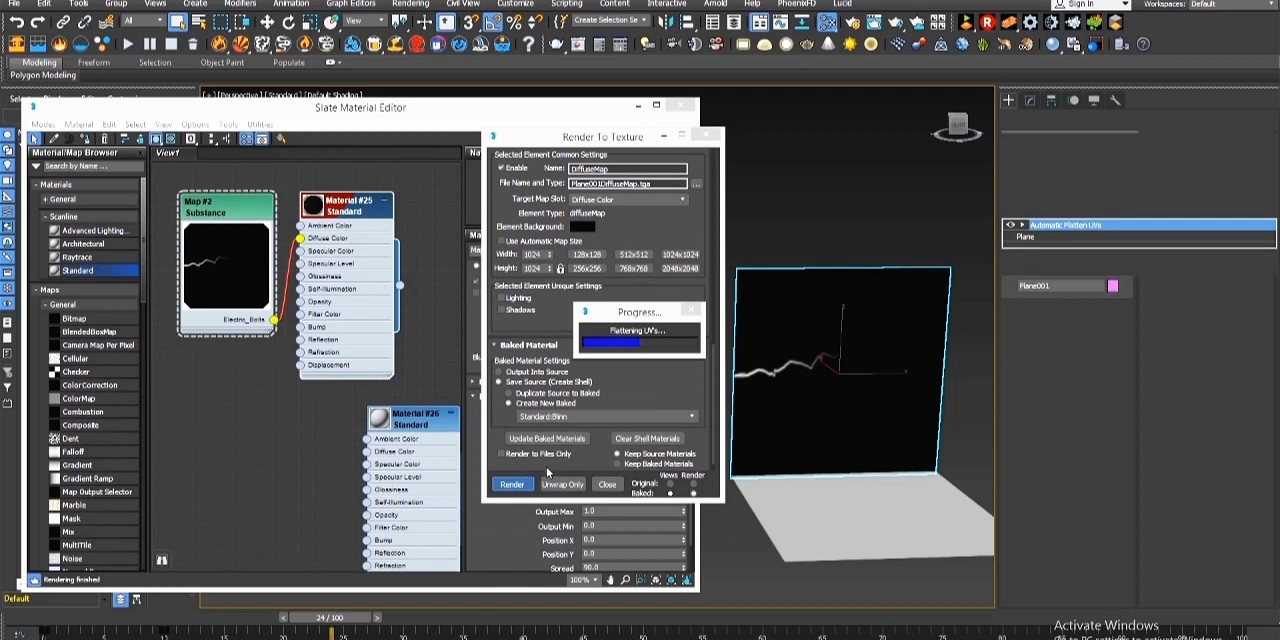 File Edit Tools Group Views Create Modifiers Animation Graph Editors Rendering Civil View Customize Scripting Content Interactive Arnold Help PhoenixFD Lucid
Sign In
Workspaces: Default
All
View
Create Selection Se
Modeling Freeform Selection Object Paint Populate
Polygon Modeling
[+] [Perspective] [Standard] [Default Shading]
Slate Material Editor
Modes Material Edit Select View Options Tools Utilities
Material/Map Browser
Search by Name ...
- Materials
+ General
- Scanline
Advanced Lighting...
Architectural
Raytrace
Standard
- Maps
- General
Bitmap
BlendedBoxMap
Camera Map Per Pixel
Cellular
Checker
ColorCorrection
ColorMap
Combustion
Composite
Dent
Falloff
Gradient
Gradient Ramp
Map Output Selector
Marble
Mask
Mix
MultiTile
Noise
Rendering finished
View1
Map #2
Substance
Electric_Bolts
Material #25
Standard
Ambient Color
Diffuse Color
Specular Color
Specular Level
Glossiness
Self-Illumination
Opacity
Filter Color
Bump
Reflection
Refraction
Displacement
Material #26
Standard
Ambient Color
Diffuse Color
Specular Color
Specular Level
Glossiness
Self-Illumination
Opacity
Filter Color
Bump
Reflection
Refraction
Render To Texture
Selected Element Common Settings
Enable Name: DiffuseMap
File Name and Type: Plane001DiffuseMap.tga ...
Target Map Slot: Diffuse Color
Element Type: diffuseMap
Element Background:
Use Automatic Map Size
Width: 1024 128x128 512x512 1024x1024
Height: 1024 256x256 768x768 2048x2048
Selected Element Unique Settings
Lighting
Shadows
Progress...
Flattening UVs...
Baked Material
Baked Material Settings
Output Into Source
Save Source (Create Shell)
Duplicate Source to Baked
Create New Baked
Standard:Blinn
Update Baked Materials Clear Shell Materials
Render to Files Only Keep Source Materials
Keep Baked Materials
Views Render
Render Unwrap Only Close Original:
Baked:
Output Max 1.0
Output Min 0.0
Position X 0.0
Position Y 0.0
Spread 90.0
100%
Automatic Flatten UVs
Plane
Plane001
Default
24 / 100
Activate Windows